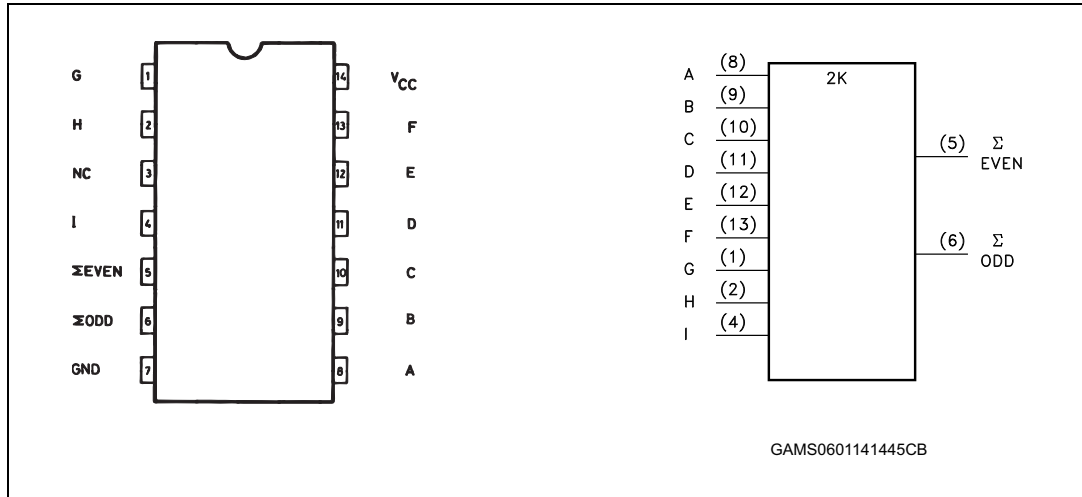 G 1 14 VCC
H 2 13 F
NC 3 12 E
I 4 11 D
ΣEVEN 5 10 C
ΣODD 6 9 B
GND 7 8 A
2K
A (8)
B (9)
C (10)
D (11)
E (12)
F (13)
G (1)
H (2)
I (4)
(5) Σ
EVEN
(6) Σ
ODD
GAMS0601141445CB